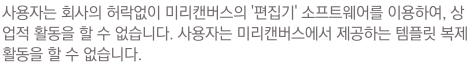 사용자는 회사의 허락없이 미리캔버스의 '편집기' 소프트웨어를 이용하여, 상
업적 활동을 할 수 없습니다. 사용자는 미리캔버스에서 제공하는 템플릿 복제
활동을 할 수 없습니다.